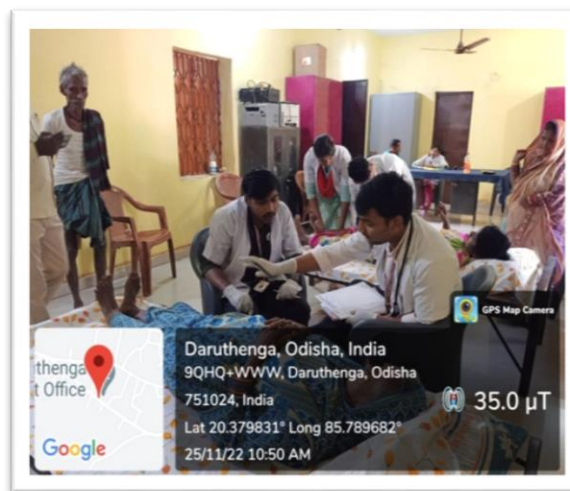 GPS Map Camera
thenga
t Office
Google
Daruthenga, Odisha, India
9QHQ+WWW, Daruthenga, Odisha
751024, India
Lat 20.379831° Long 85.789682°
25/11/22 10:50 AM
35.0 µT